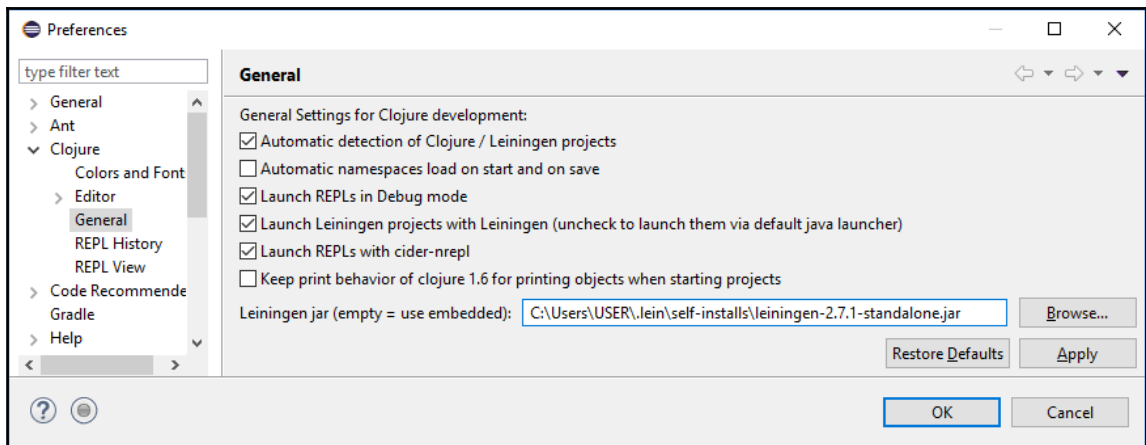 Preferences
type filter text
General
Ant
Clojure
Colors and Font
Editor
General
REPL History
REPL View
Code Recommende
Gradle
Help
General
General Settings for Clojure development:
Automatic detection of Clojure / Leiningen projects
Automatic namespaces load on start and on save
Launch REPLs in Debug mode
Launch Leiningen projects with Leiningen (uncheck to launch them via default java launcher)
Launch REPLs with cider-nrepl
Keep print behavior of clojure 1.6 for printing objects when starting projects
Leiningen jar (empty = use embedded): C:\Users\USER\.lein\self-installs\leiningen-2.7.1-standalone.jar Browse...
Restore Defaults Apply
? OK Cancel